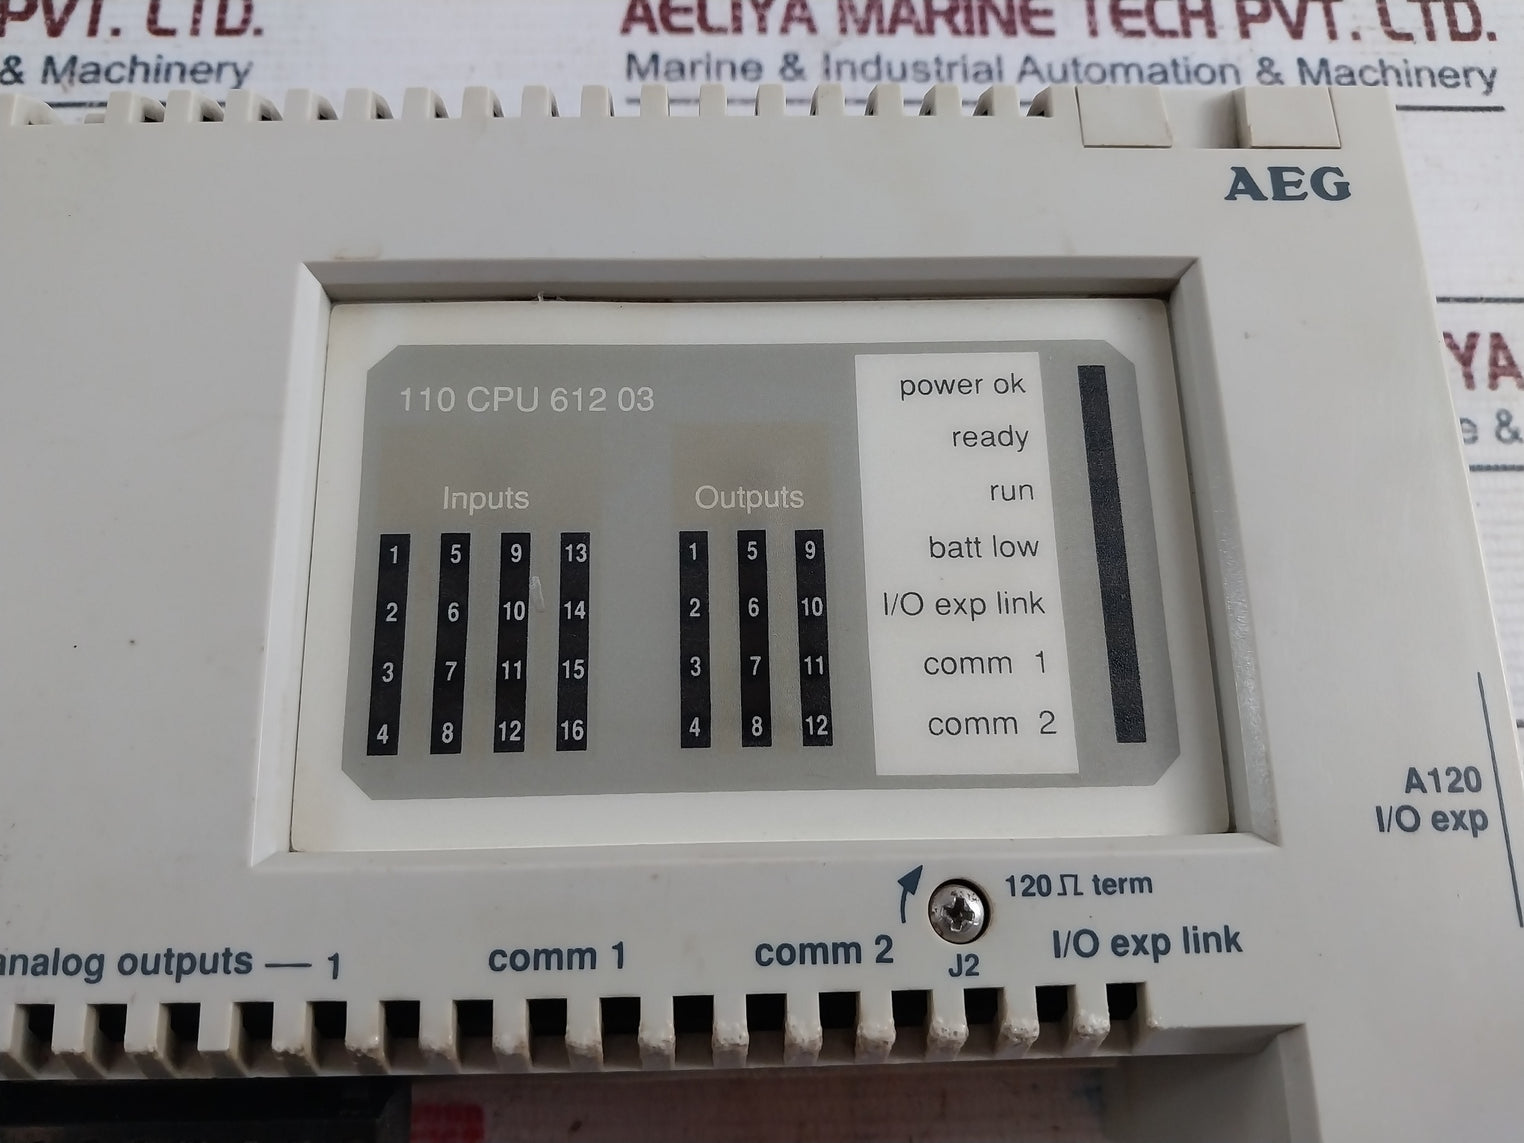 PVT. LTD.
& Machinery
AELIYA MARINE TECH PVT. LTD.
Marine & Industrial Automation & Machinery
AEG
YA
&
110 CPU 612 03
Inputs
1 5 9 13
2 6 10 14
3 7 11 15
4 8 12 16
Outputs
1 5 9
2 6 10
3 7 11
4 8 12
power ok
ready
run
batt low
I/O exp link
comm 1
comm 2
A120
I/O exp
120 Ω term
analog outputs — 1
comm 1
comm 2
J2
I/O exp link